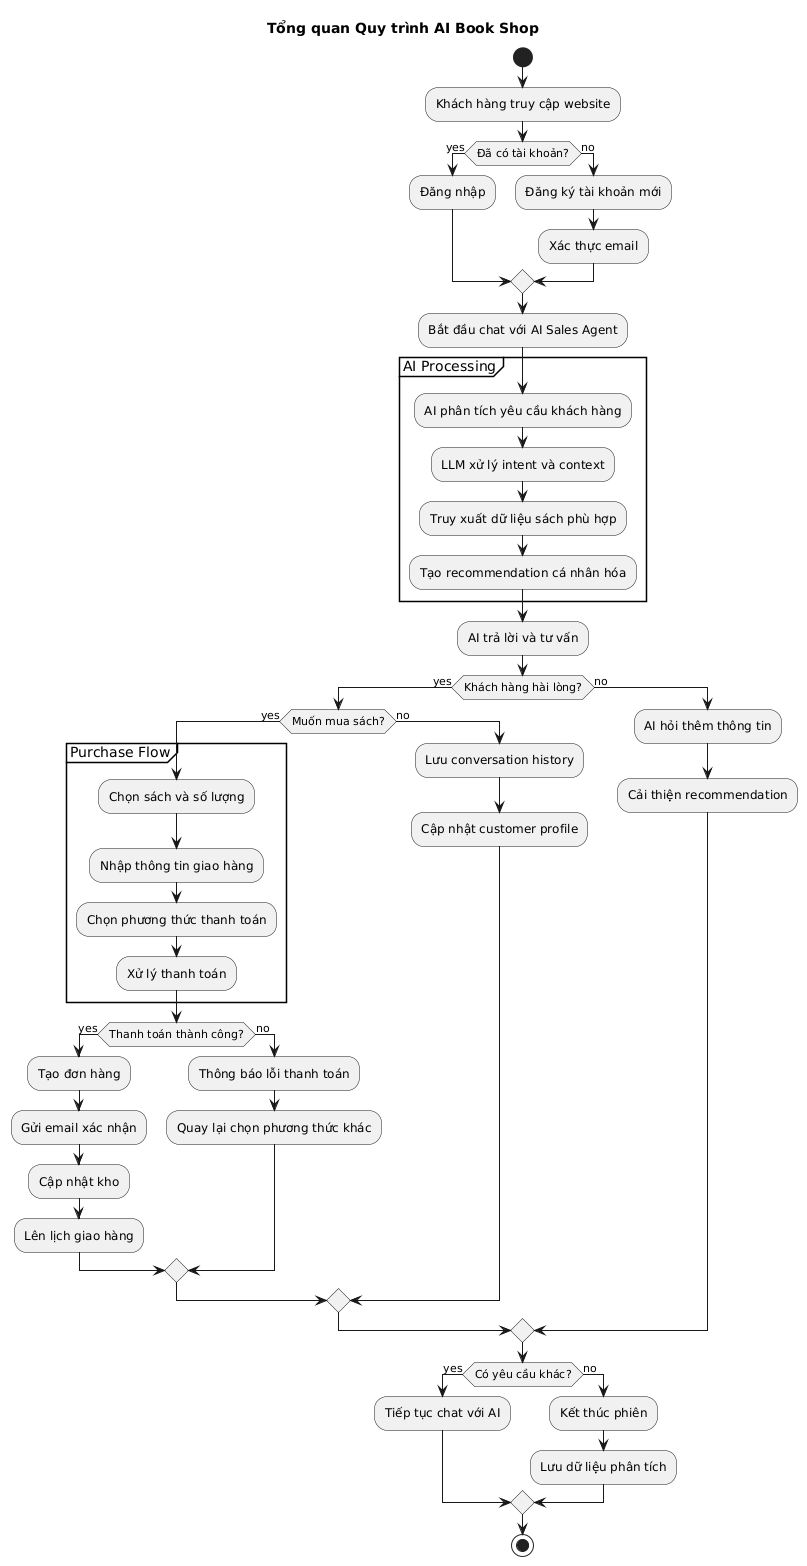 Tổng quan Quy trình AI Book Shop
Khách hàng truy cập website
yes
Đã có tài khoản?
no
Đăng nhập
Đăng ký tài khoản mới
Xác thực email
Bắt đầu chat với AI Sales Agent
AI Processing
AI phân tích yêu cầu khách hàng
LLM xử lý intent và context
Truy xuất dữ liệu sách phù hợp
Tạo recommendation cá nhân hóa
AI trả lời và tư vấn
yes
Khách hàng hài lòng?
no
yes
Muốn mua sách?
no
AI hỏi thêm thông tin
Cải thiện recommendation
Purchase Flow
Chọn sách và số lượng
Nhập thông tin giao hàng
Chọn phương thức thanh toán
Xử lý thanh toán
Lưu conversation history
Cập nhật customer profile
yes
Thanh toán thành công?
no
Tạo đơn hàng
Gửi email xác nhận
Cập nhật kho
Lên lịch giao hàng
Thông báo lỗi thanh toán
Quay lại chọn phương thức khác
yes
Có yêu cầu khác?
no
Tiếp tục chat với AI
Kết thúc phiên
Lưu dữ liệu phân tích